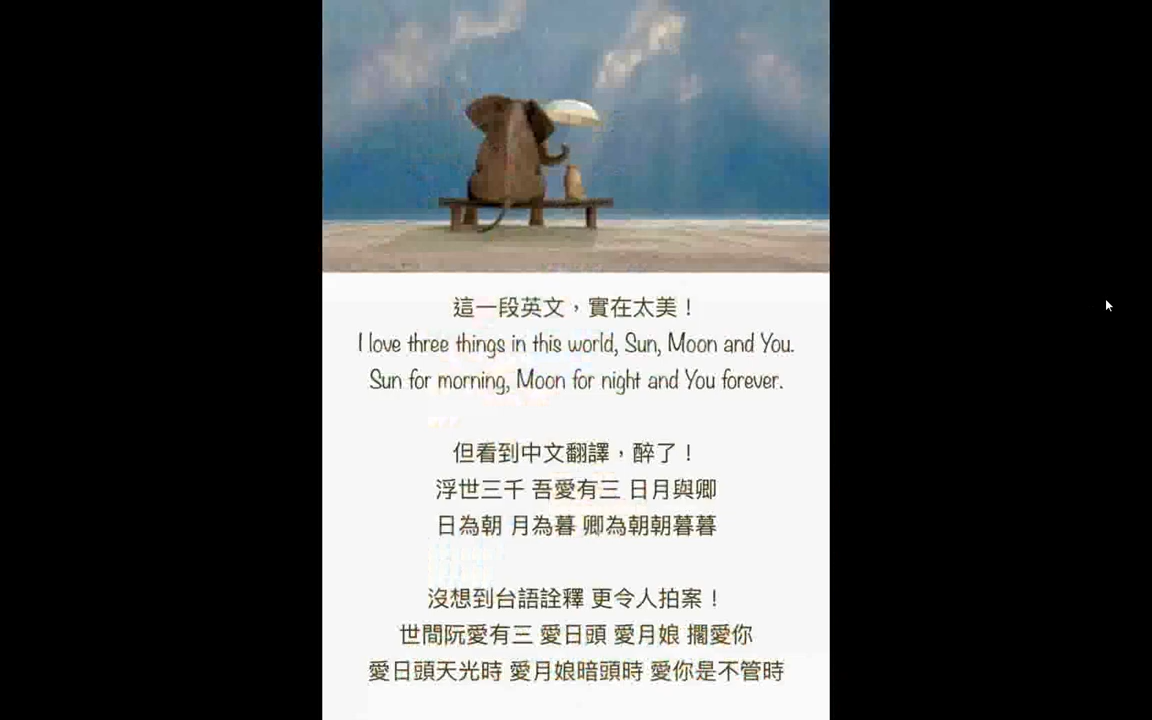 這一段英文，實在太美！
I love three things in this world, Sun, Moon and You.
Sun for morning, Moon for night and You forever.
但看到中文翻譯，醉了！
浮世三千 吾愛有三 日月與卿
日為朝 月為暮 卿為朝朝暮暮
沒想到台語詮釋 更令人拍案！
世間阮愛有三 愛日頭 愛月娘 擱愛你
愛日頭天光時 愛月娘暗頭時 愛你是不管時